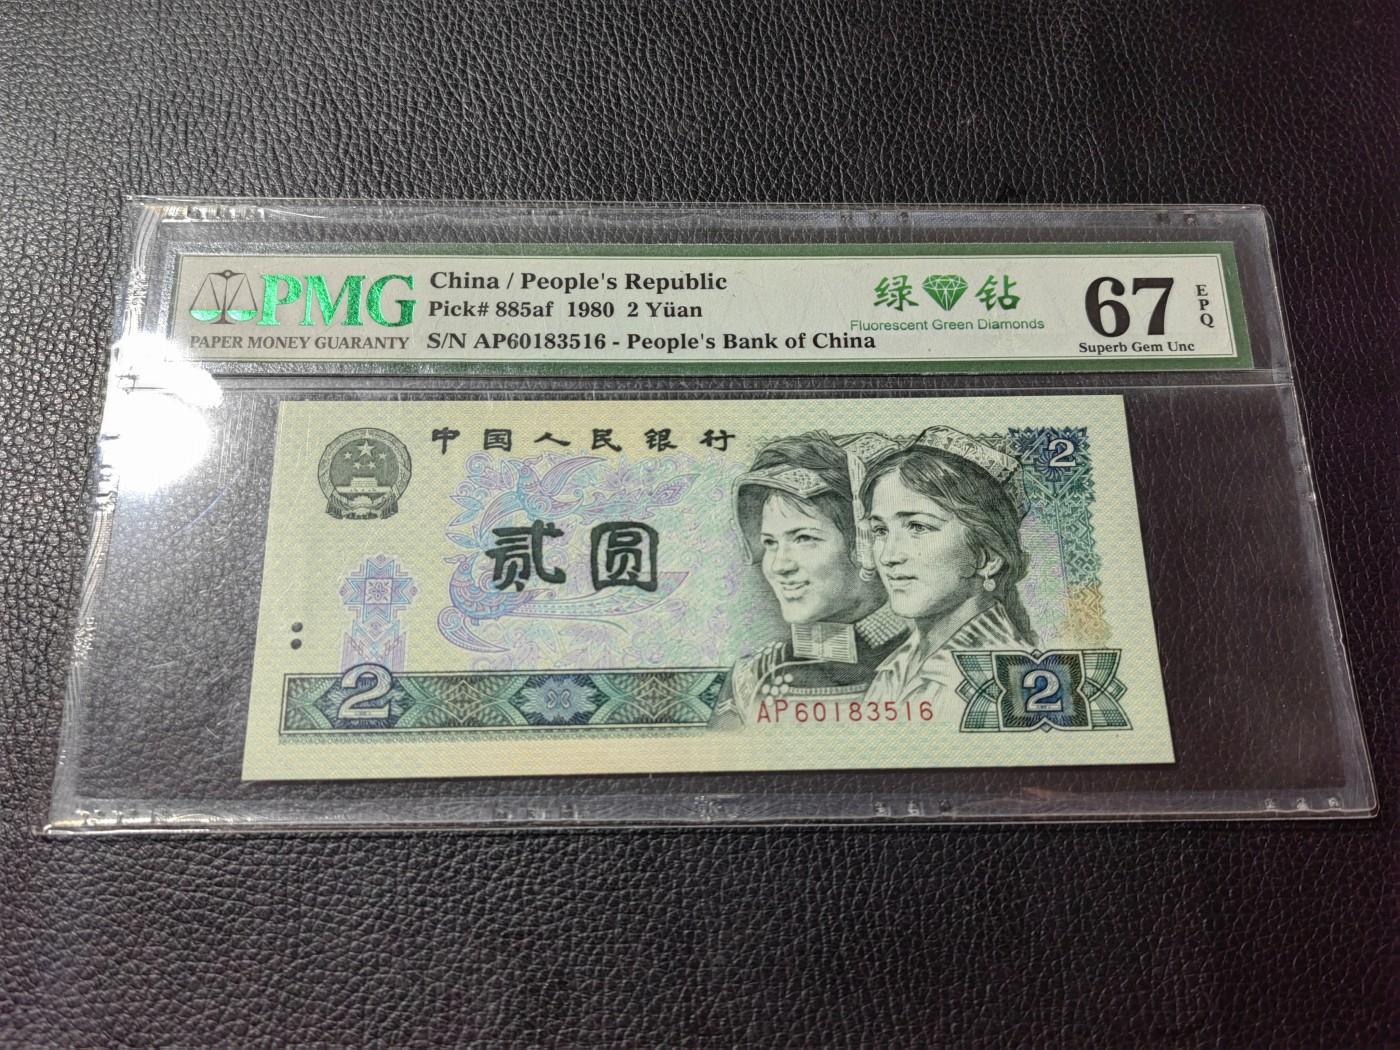 PMG
PAPER MONEY GUARANTY
China / People's Republic
Pick# 885af 1980 2 Yüan
S/N AP60183516 - People's Bank of China
绿 钻
Fluorescent Green Diamonds
67
EPQ
Superb Gem Unc
中国人民银行
贰圆
2
2
2
AP60183516